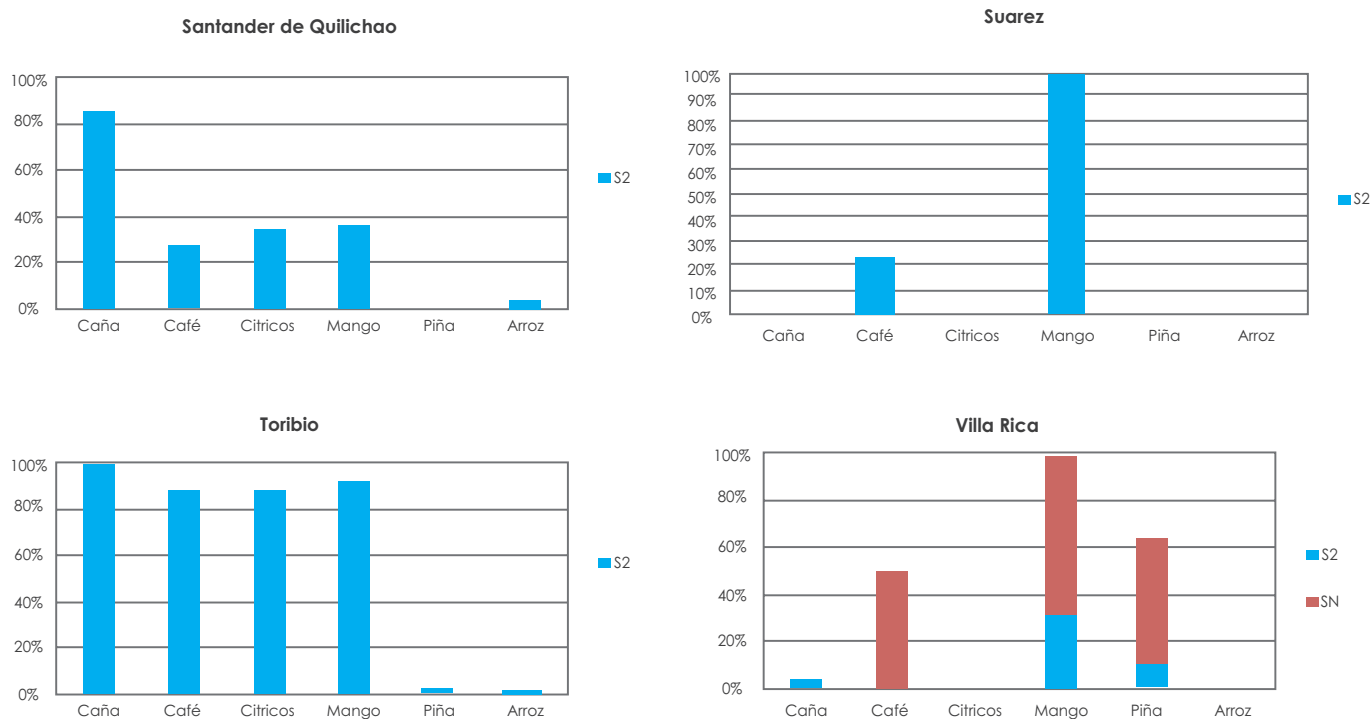 Santander de Quilichao
100%
80%
60%
40%
20%
0%
Caña Café Citricos Mango Piña Arroz
S2
Suarez
100%
90%
80%
70%
60%
50%
40%
30%
20%
10%
0%
Caña Café Citricos Mango Piña Arroz
S2
Toribio
100%
80%
60%
40%
20%
0%
Caña Café Citricos Mango Piña Arroz
S2
Villa Rica
100%
80%
60%
40%
20%
0%
Caña Café Citricos Mango Piña Arroz
S2
SN